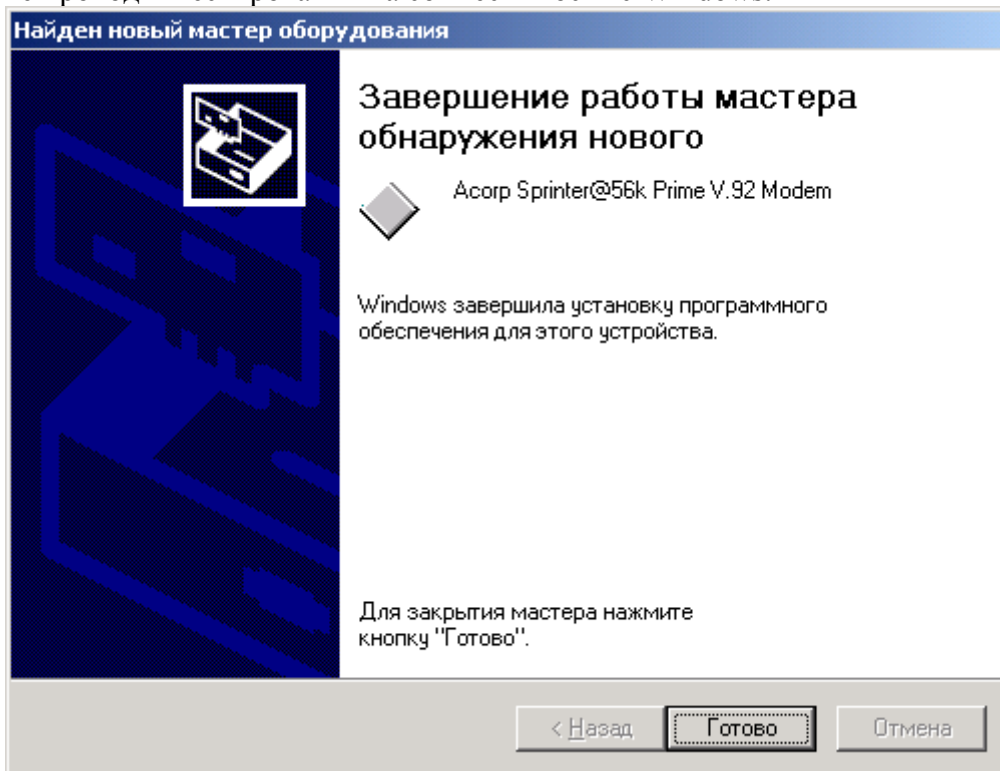 Windows.
Найден новый мастер оборудования
Завершение работы мастера
обнаружения нового
Acorp Sprinter@56k Prime V.92 Modem
Windows завершила установку программного
обеспечения для этого устройства.
Для закрытия мастера нажмите
кнопку "Готово".
< Назад
Готово
Отмена